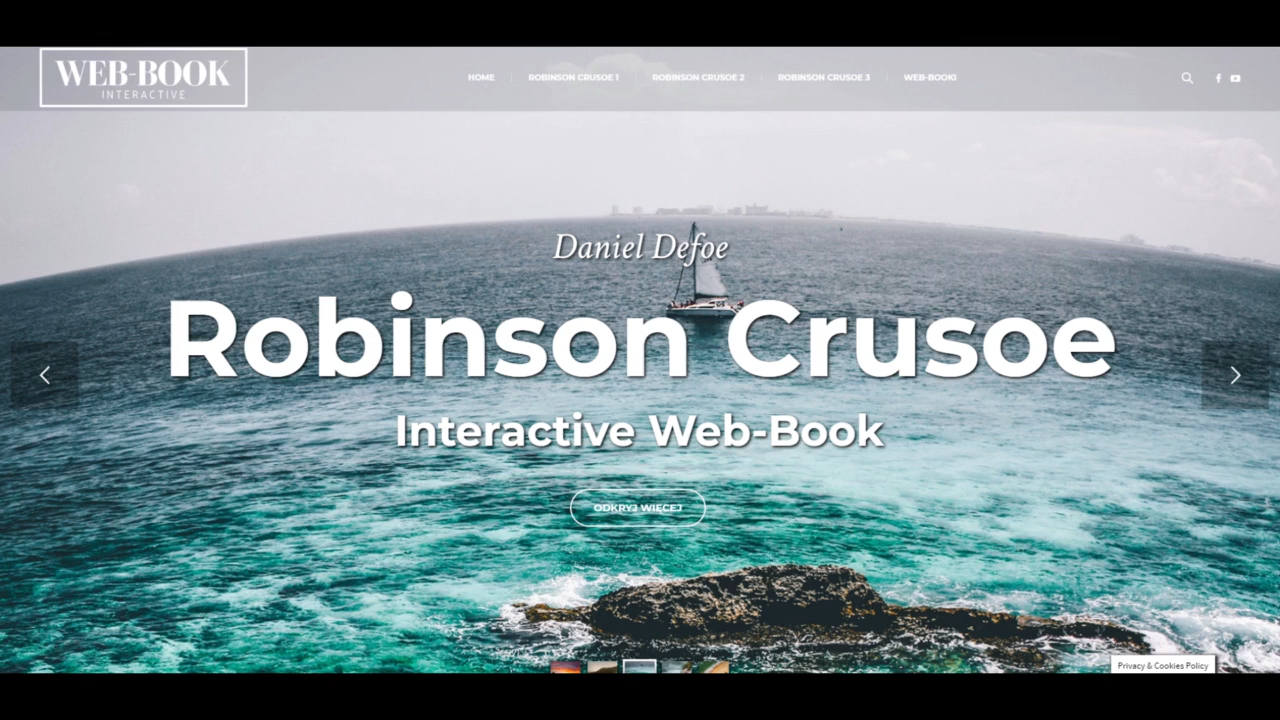 WEB-BOOK
INTERACTIVE
HOME
ROBINSON CRUSOE 1
ROBINSON CRUSOE 2
ROBINSON CRUSOE 3
WEB-BOOKI
Daniel Defoe
Robinson Crusoe
Interactive Web-Book
ODKRYJ WIĘCEJ
Privacy & Cookies Policy